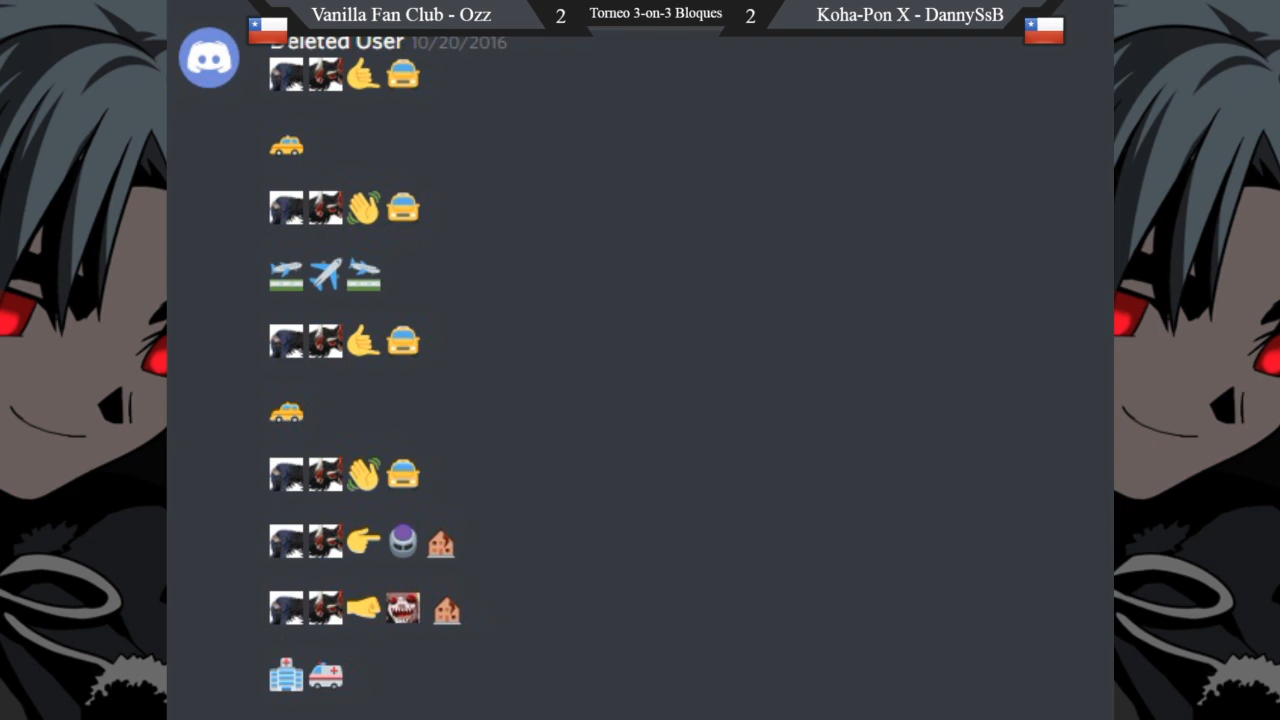 Vanilla Fan Club - Ozz 2 Torneo 3-on-3 Bloques 2 Koha-Pon X - DannySsB
Deleted User 10/20/2016